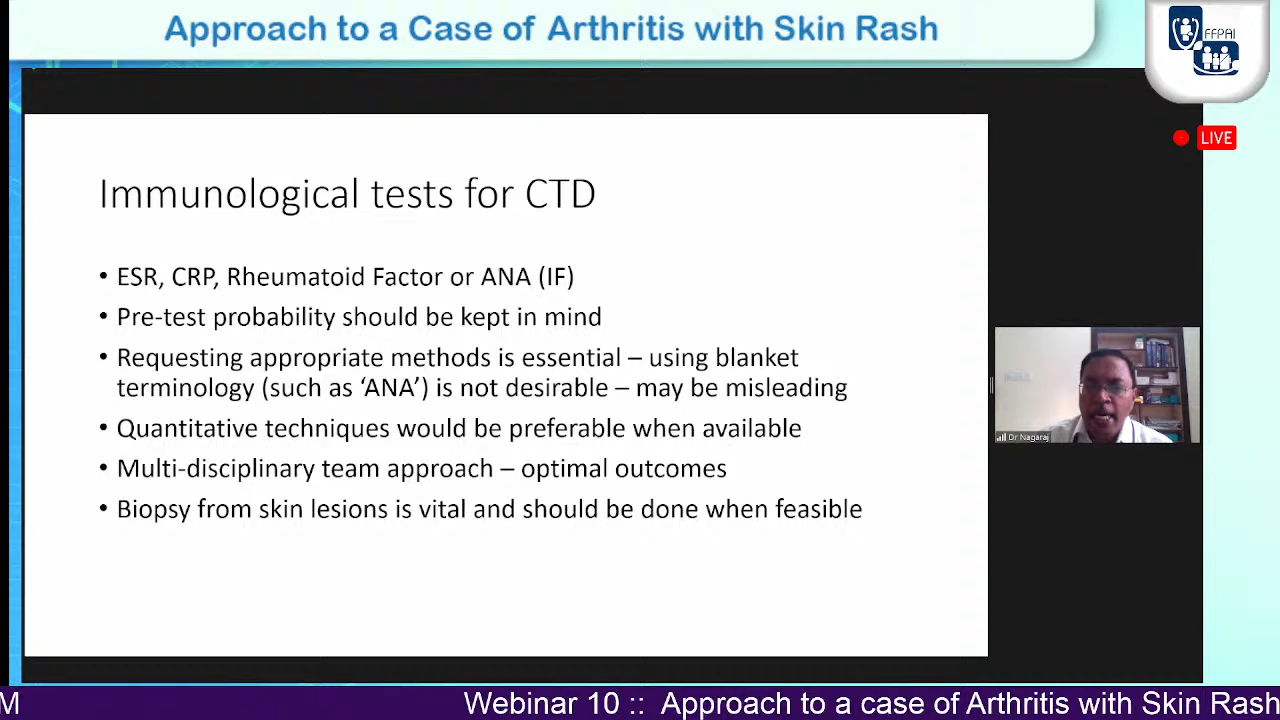 Approach to a Case of Arthritis with Skin Rash
FFPAI
LIVE
Immunological tests for CTD
• ESR, CRP, Rheumatoid Factor or ANA (IF)
• Pre-test probability should be kept in mind
• Requesting appropriate methods is essential – using blanket
terminology (such as ‘ANA’) is not desirable – may be misleading
• Quantitative techniques would be preferable when available
• Multi-disciplinary team approach – optimal outcomes
• Biopsy from skin lesions is vital and should be done when feasible
Dr Nagaraj
M Webinar 10 :: Approach to a case of Arthritis with Skin Rash